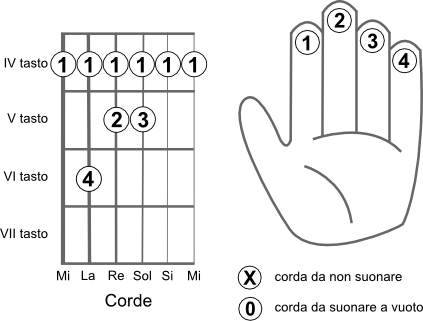 IV tasto 1 1 1 1 1 1
V tasto 2 3
VI tasto 4
VII tasto
Mi La Re Sol Si Mi
Corde
1 2 3 4
X corda da non suonare
0 corda da suonare a vuoto